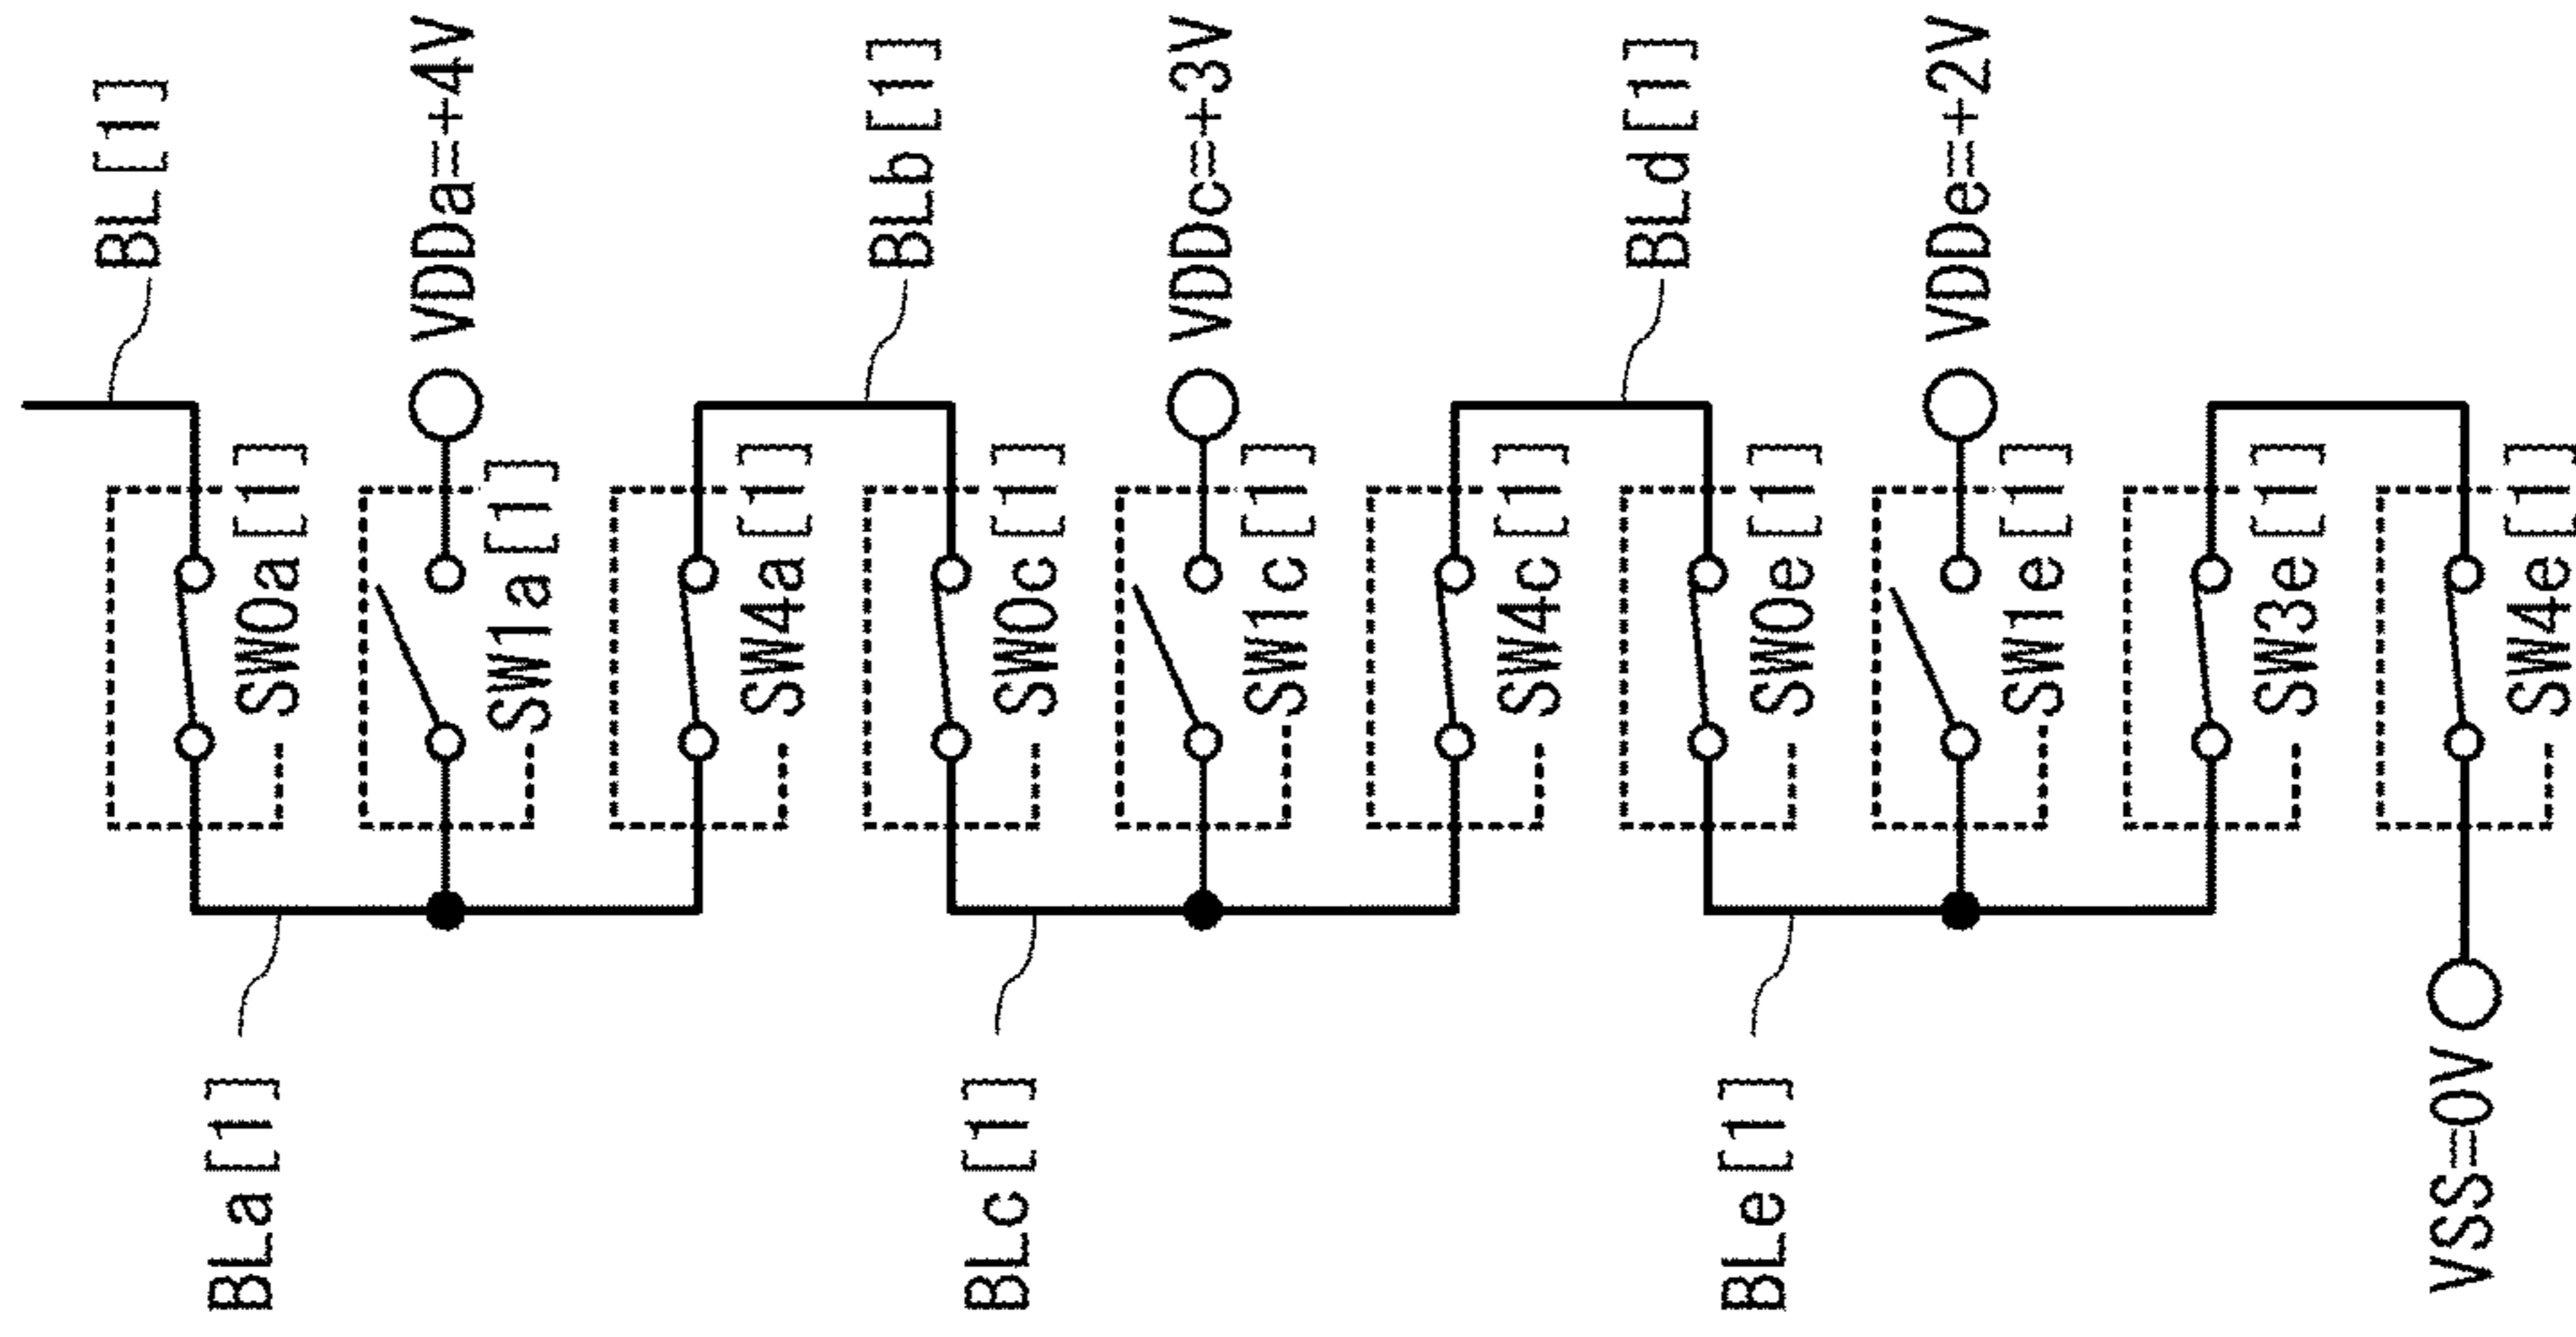 BL[1]
SW0a[1]
BLa[1]
VDDa=+4V
SW1a[1]
SW4a[1]
BLb[1]
SW0c[1]
BLc[1]
VDDc=+3V
SW1c[1]
SW4c[1]
BLd[1]
SW0e[1]
BLe[1]
VDDe=+2V
SW1e[1]
SW3e[1]
SW4e[1]
VSS=0V